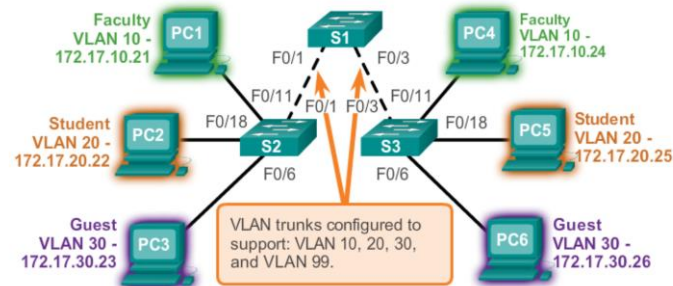 Faculty
VLAN 10 -
172.17.10.21
PC1
S1
PC4
Faculty
VLAN 10 -
172.17.10.24
F0/1
F0/3
F0/11
F0/1
F0/3
F0/11
Student
VLAN 20 -
172.17.20.22
PC2
F0/18
S2
S3
F0/18
PC5
Student
VLAN 20 -
172.17.20.25
F0/6
F0/6
Guest
VLAN 30 -
172.17.30.23
PC3
VLAN trunks configured to
support: VLAN 10, 20, 30,
and VLAN 99.
PC6
Guest
VLAN 30 -
172.17.30.26